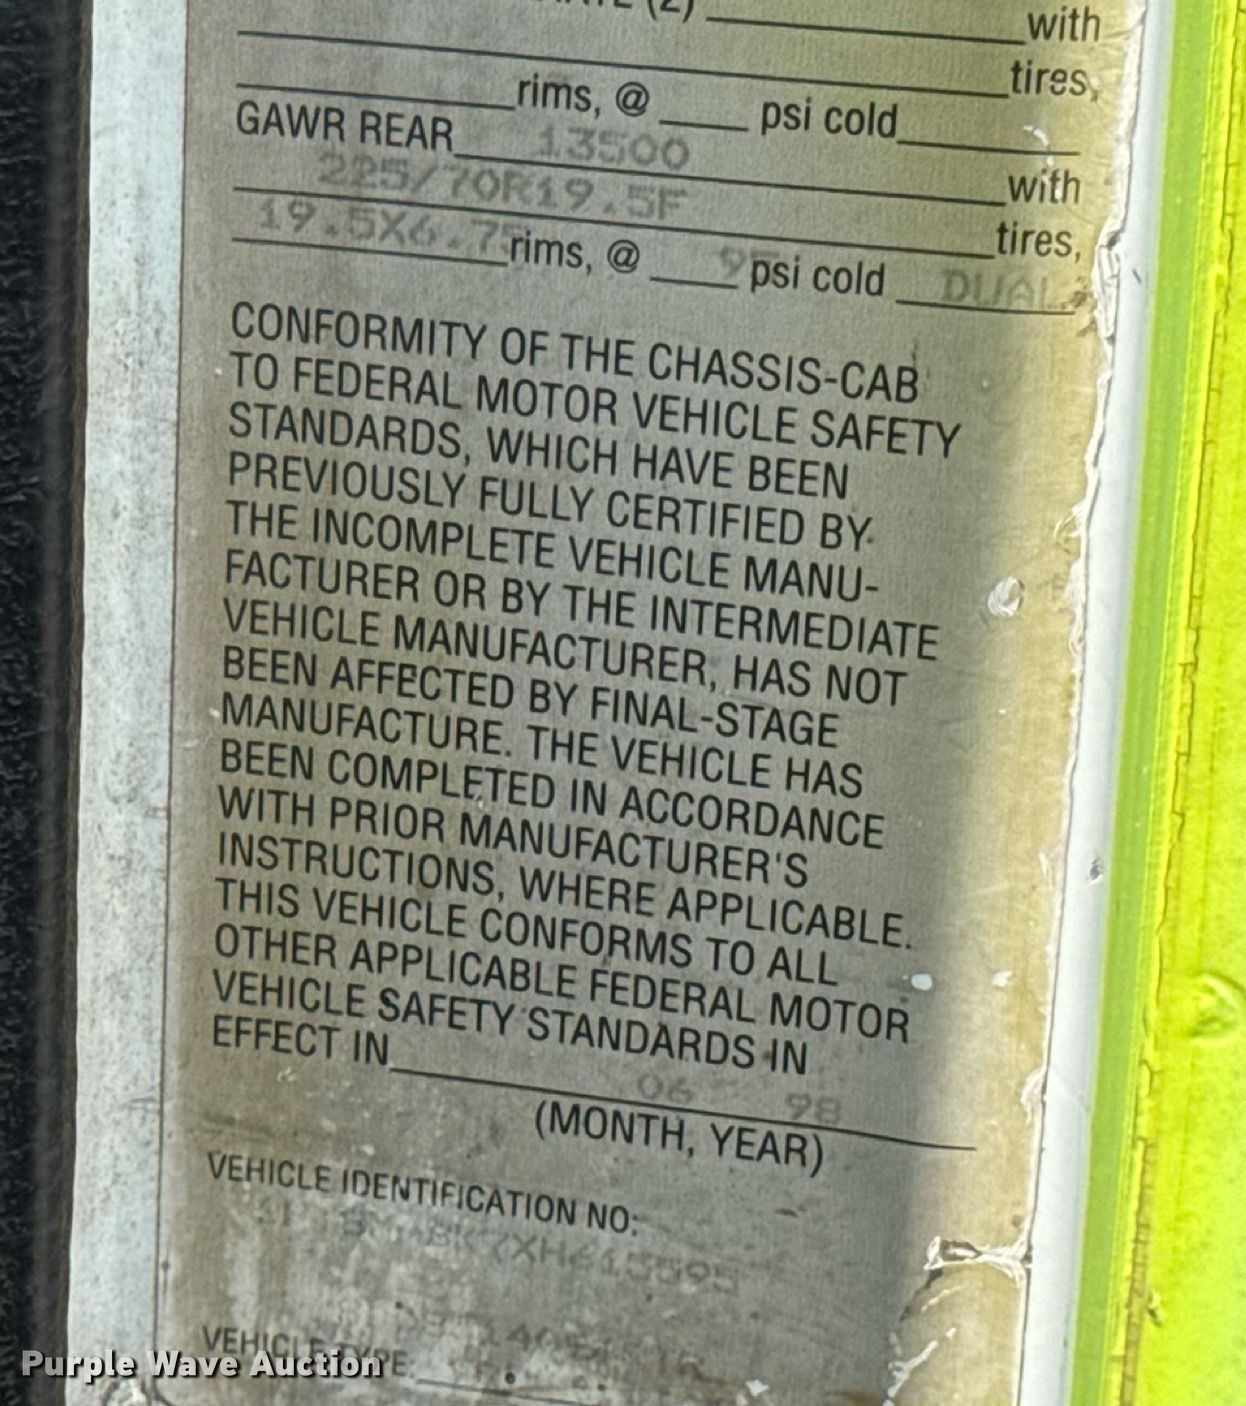 (2) with
tires,
rims, @ psi cold
GAWR REAR 13500 with
225/70R19.5F tires,
19.5X6.75 rims, @ psi cold DUAL
CONFORMITY OF THE CHASSIS-CAB
TO FEDERAL MOTOR VEHICLE SAFETY
STANDARDS, WHICH HAVE BEEN
PREVIOUSLY FULLY CERTIFIED BY
THE INCOMPLETE VEHICLE MANU-
FACTURER OR BY THE INTERMEDIATE
VEHICLE MANUFACTURER, HAS NOT
BEEN AFFECTED BY FINAL-STAGE
MANUFACTURE. THE VEHICLE HAS
BEEN COMPLETED IN ACCORDANCE
WITH PRIOR MANUFACTURER'S
INSTRUCTIONS, WHERE APPLICABLE.
THIS VEHICLE CONFORMS TO ALL
OTHER APPLICABLE FEDERAL MOTOR
VEHICLE SAFETY STANDARDS IN
EFFECT IN 06 98
(MONTH, YEAR)
VEHICLE IDENTIFICATION NO:
VEHICLE TYPE:
Purple Wave Auction